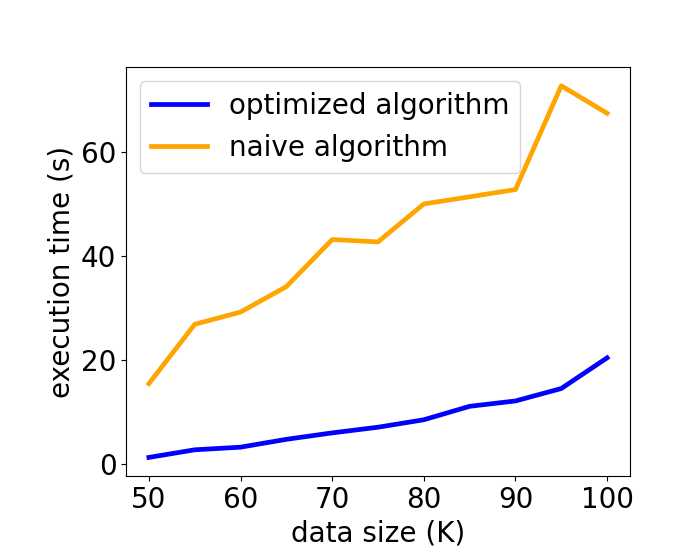 optimized algorithm
naive algorithm
execution time (s)
60
40
20
0
50 60 70 80 90 100
data size (K)